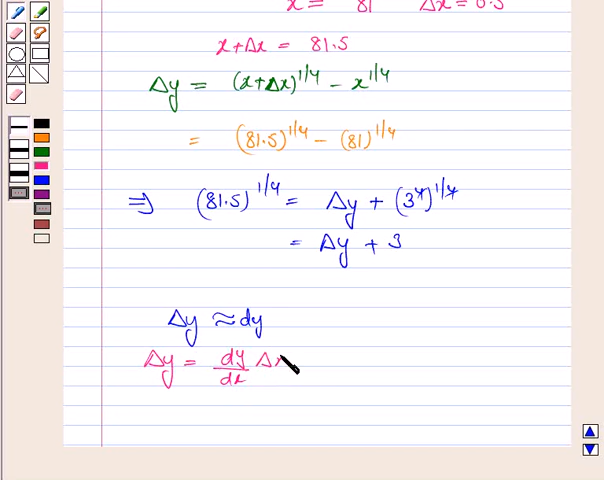 x = 81 Δx = 0.5
x+Δx = 81.5
Δy = (x+Δx)^1/4 − x^1/4
= (81.5)^1/4 − (81)^1/4
⇒ (81.5)^1/4 = Δy + (3^4)^1/4
= Δy + 3
Δy ≈ dy
Δy = dy/dx Δx